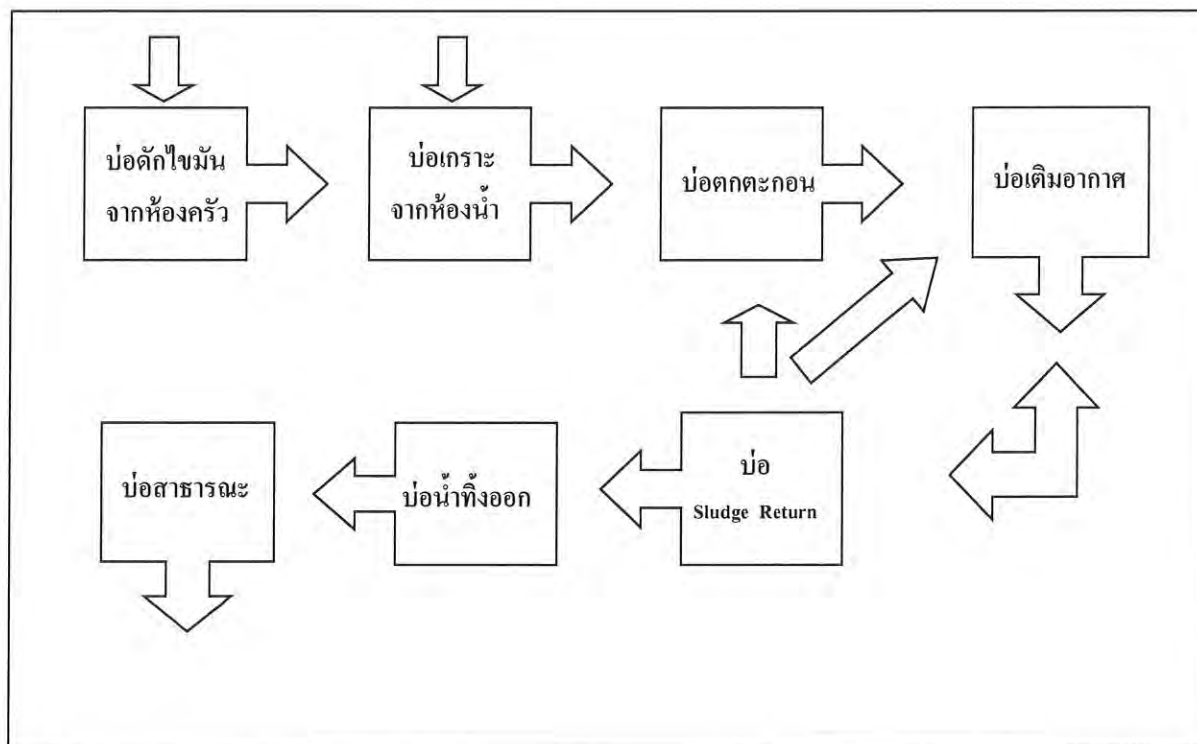 บ่อดักไขมัน
จากห้องครัว
บ่อเกราะ
จากห้องน้ำ
บ่อตกตะกอน
บ่อเติมอากาศ
บ่อสาธารณะ
บ่อน้ำทิ้งออก
บ่อ
Sludge Return